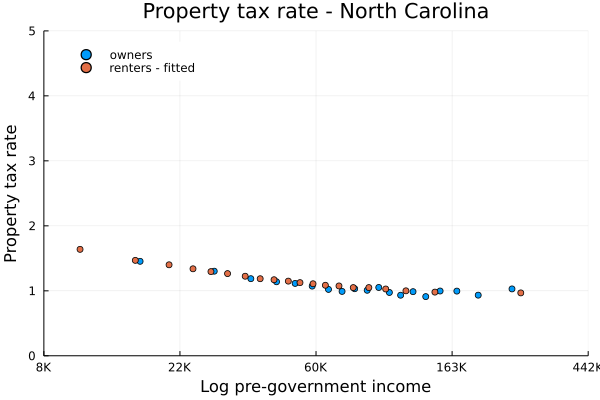 Property tax rate - North Carolina
owners
renters - fitted
Property tax rate
5
4
3
2
1
0
8K 22K 60K 163K 442K
Log pre-government income